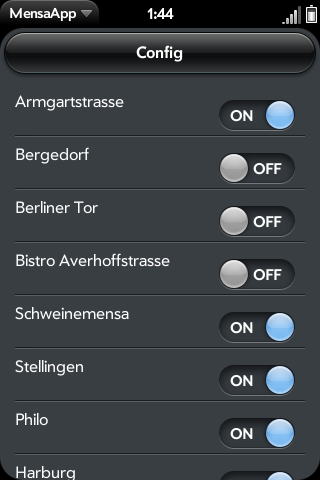 MensaApp 1:44
Config
Armgartstrasse ON
Bergedorf OFF
Berliner Tor OFF
Bistro Averhoffstrasse OFF
Schweinemensa ON
Stellingen ON
Philo ON
Harburg